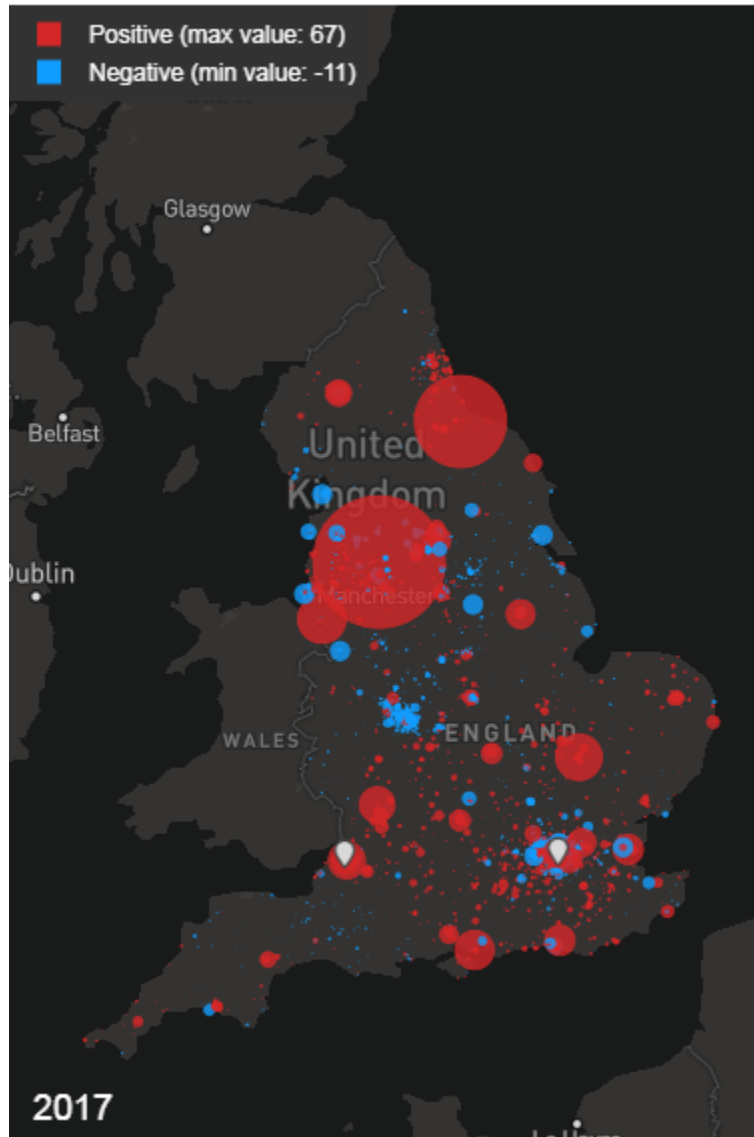 Positive (max value: 67)
Negative (min value: -11)
Glasgow
Belfast
United
Kingdom
Dublin
Manchester
WALES
ENGLAND
2017